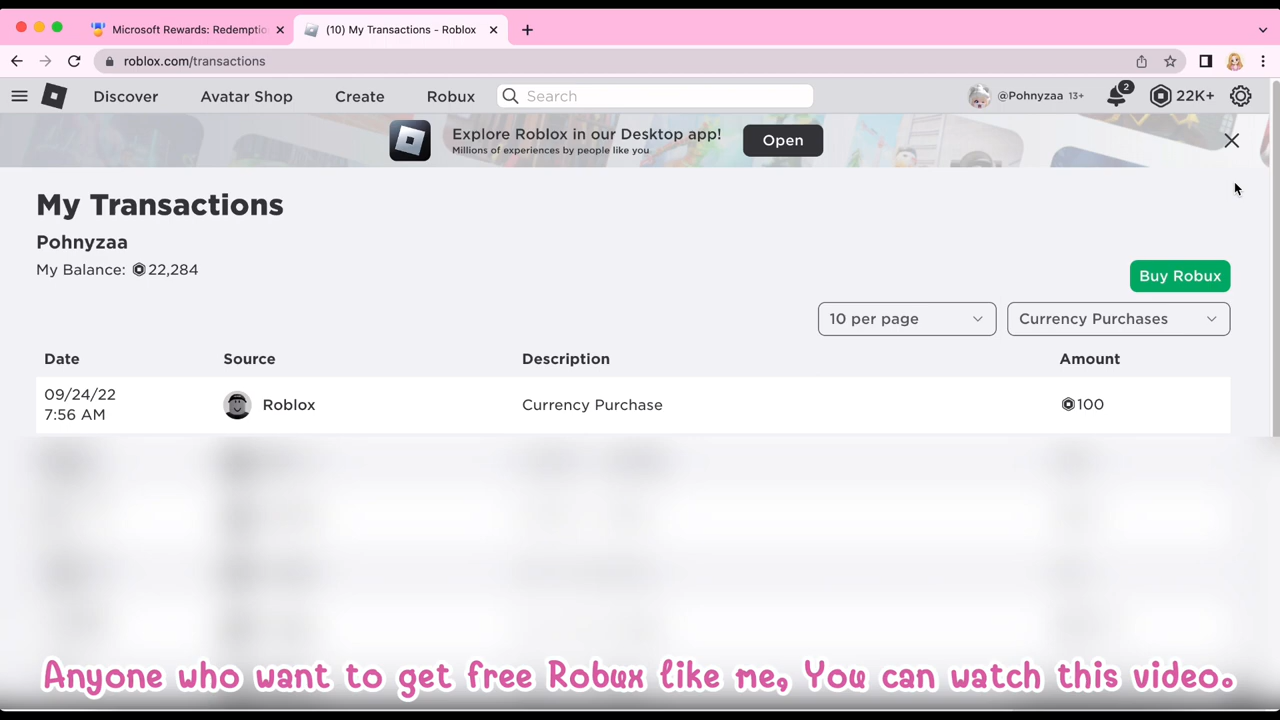 Microsoft Rewards: Redemptio
(10) My Transactions - Roblox
roblox.com/transactions
Discover
Avatar Shop
Create
Robux
Search
@Pohnyzaa 13+
2
22K+
Explore Roblox in our Desktop app!
Millions of experiences by people like you
Open
My Transactions
Pohnyzaa
My Balance: 22,284
Buy Robux
10 per page
Currency Purchases
Date Source Description Amount
09/24/22
7:56 AM
Roblox
Currency Purchase
100
Anyone who want to get free Robux like me, You can watch this video.